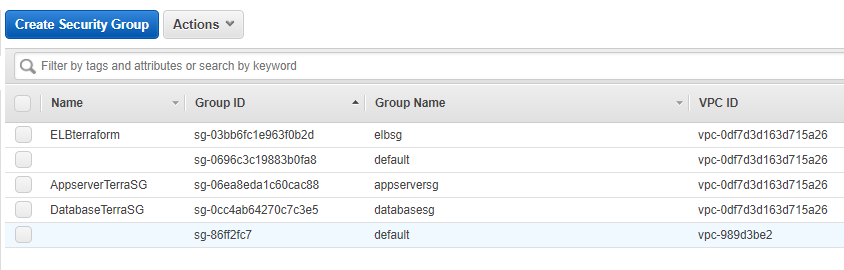 Create Security Group Actions
Filter by tags and attributes or search by keyword
Name Group ID Group Name VPC ID
ELBterraform sg-03bb6fc1e963f0b2d elbsg vpc-0df7d3d163d715a26
sg-0696c3c19883b0fa8 default vpc-0df7d3d163d715a26
AppserverTerraSG sg-06ea8eda1c60cac88 appserversg vpc-0df7d3d163d715a26
DatabaseTerraSG sg-0cc4ab64270c7c3e5 databasesg vpc-0df7d3d163d715a26
sg-86ff2fc7 default vpc-989d3be2